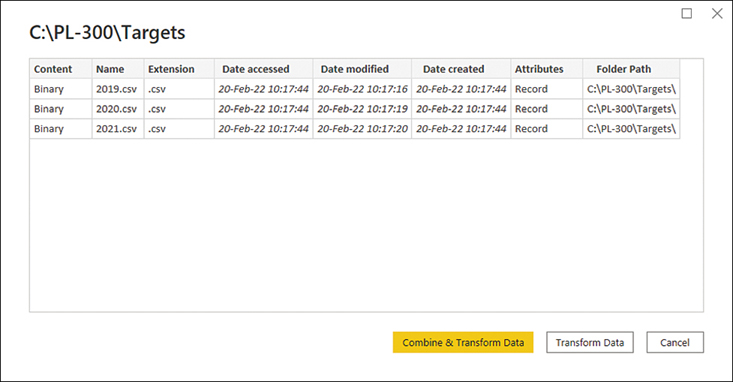 C:\PL-300\Targets
Content Name Extension Date accessed Date modified Date created Attributes Folder Path
Binary 2019.csv .csv 20-Feb-22 10:17:44 20-Feb-22 10:17:16 20-Feb-22 10:17:44 Record C:\PL-300\Targets\
Binary 2020.csv .csv 20-Feb-22 10:17:44 20-Feb-22 10:17:19 20-Feb-22 10:17:44 Record C:\PL-300\Targets\
Binary 2021.csv .csv 20-Feb-22 10:17:44 20-Feb-22 10:17:20 20-Feb-22 10:17:44 Record C:\PL-300\Targets\
Combine & Transform Data Transform Data Cancel